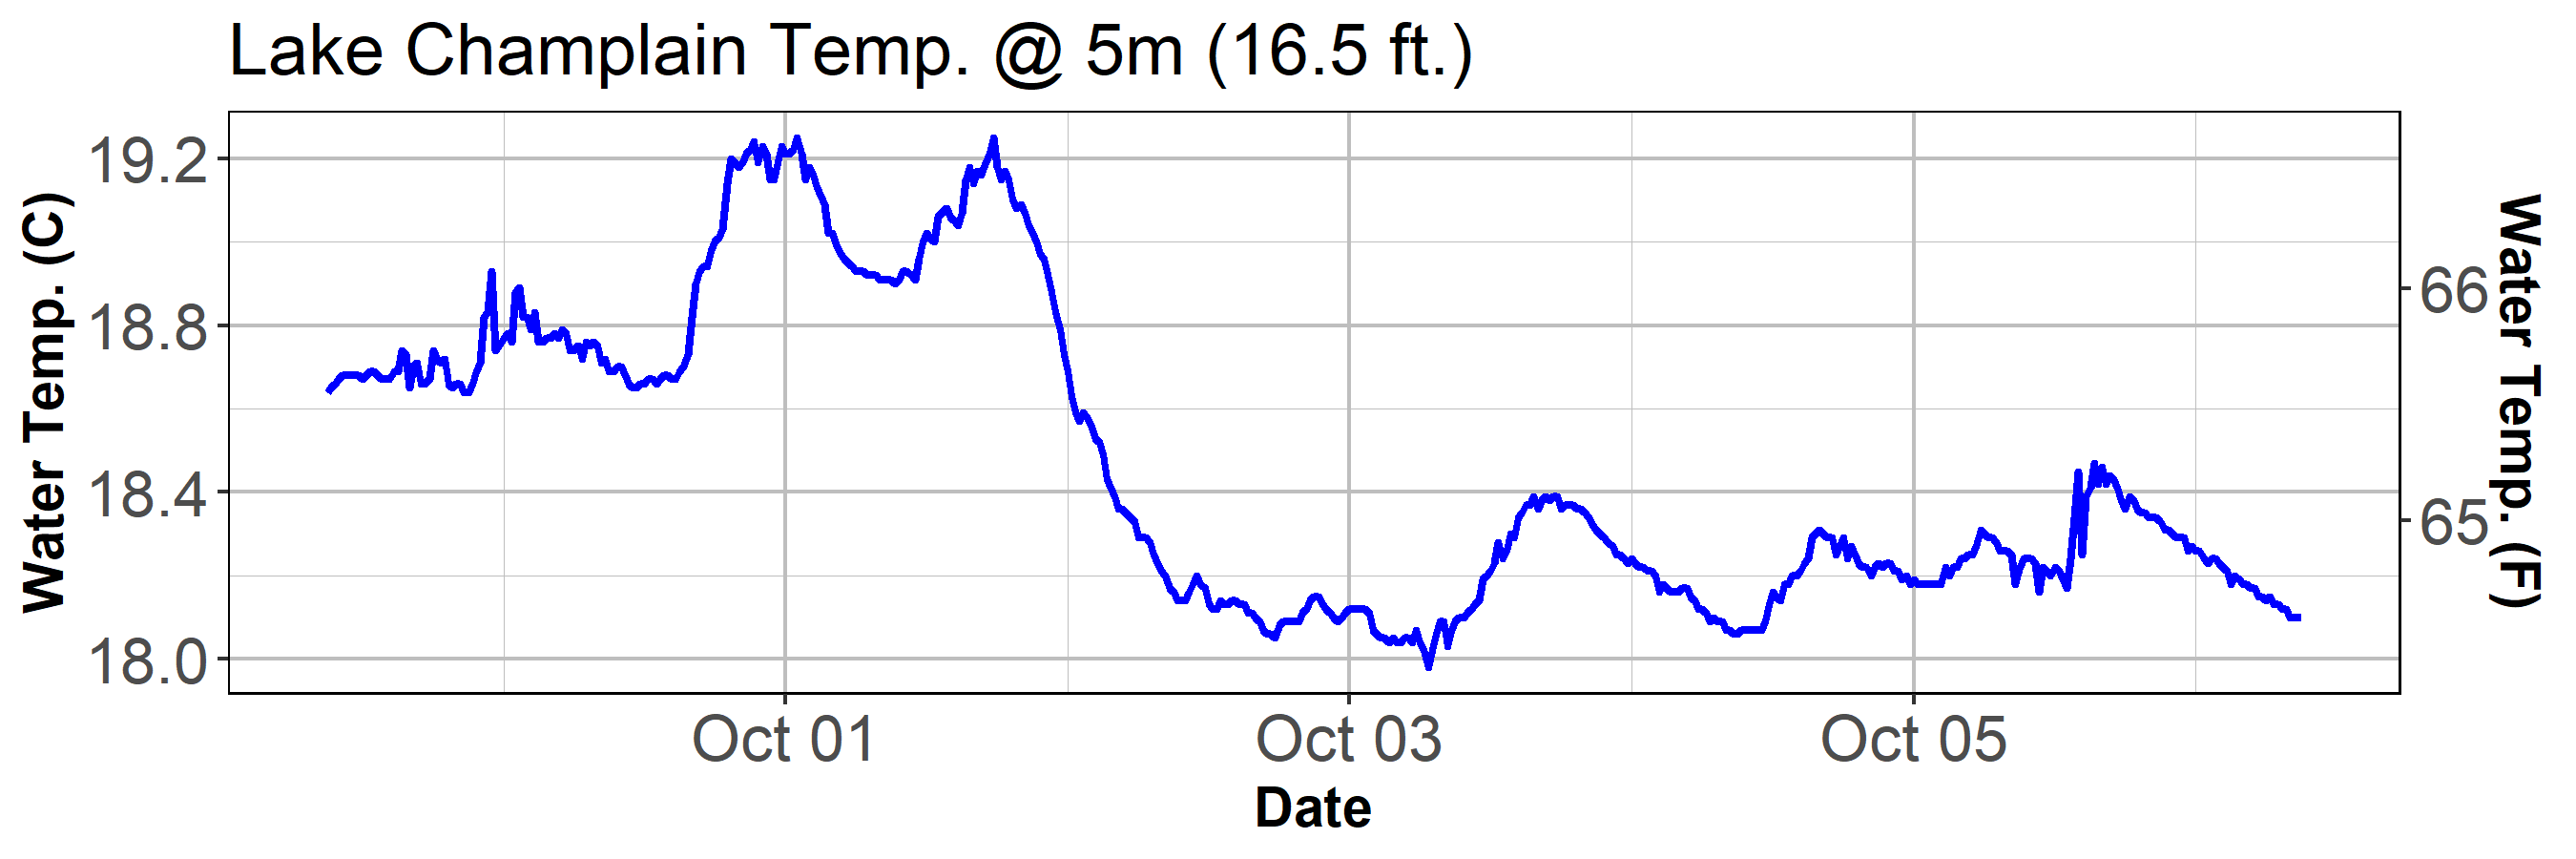 Lake Champlain Temp. @ 5m (16.5 ft.)
Water Temp. (C)
19.2
18.8
18.4
18.0
66
65
Water Temp. (F)
Oct 01
Oct 03
Oct 05
Date